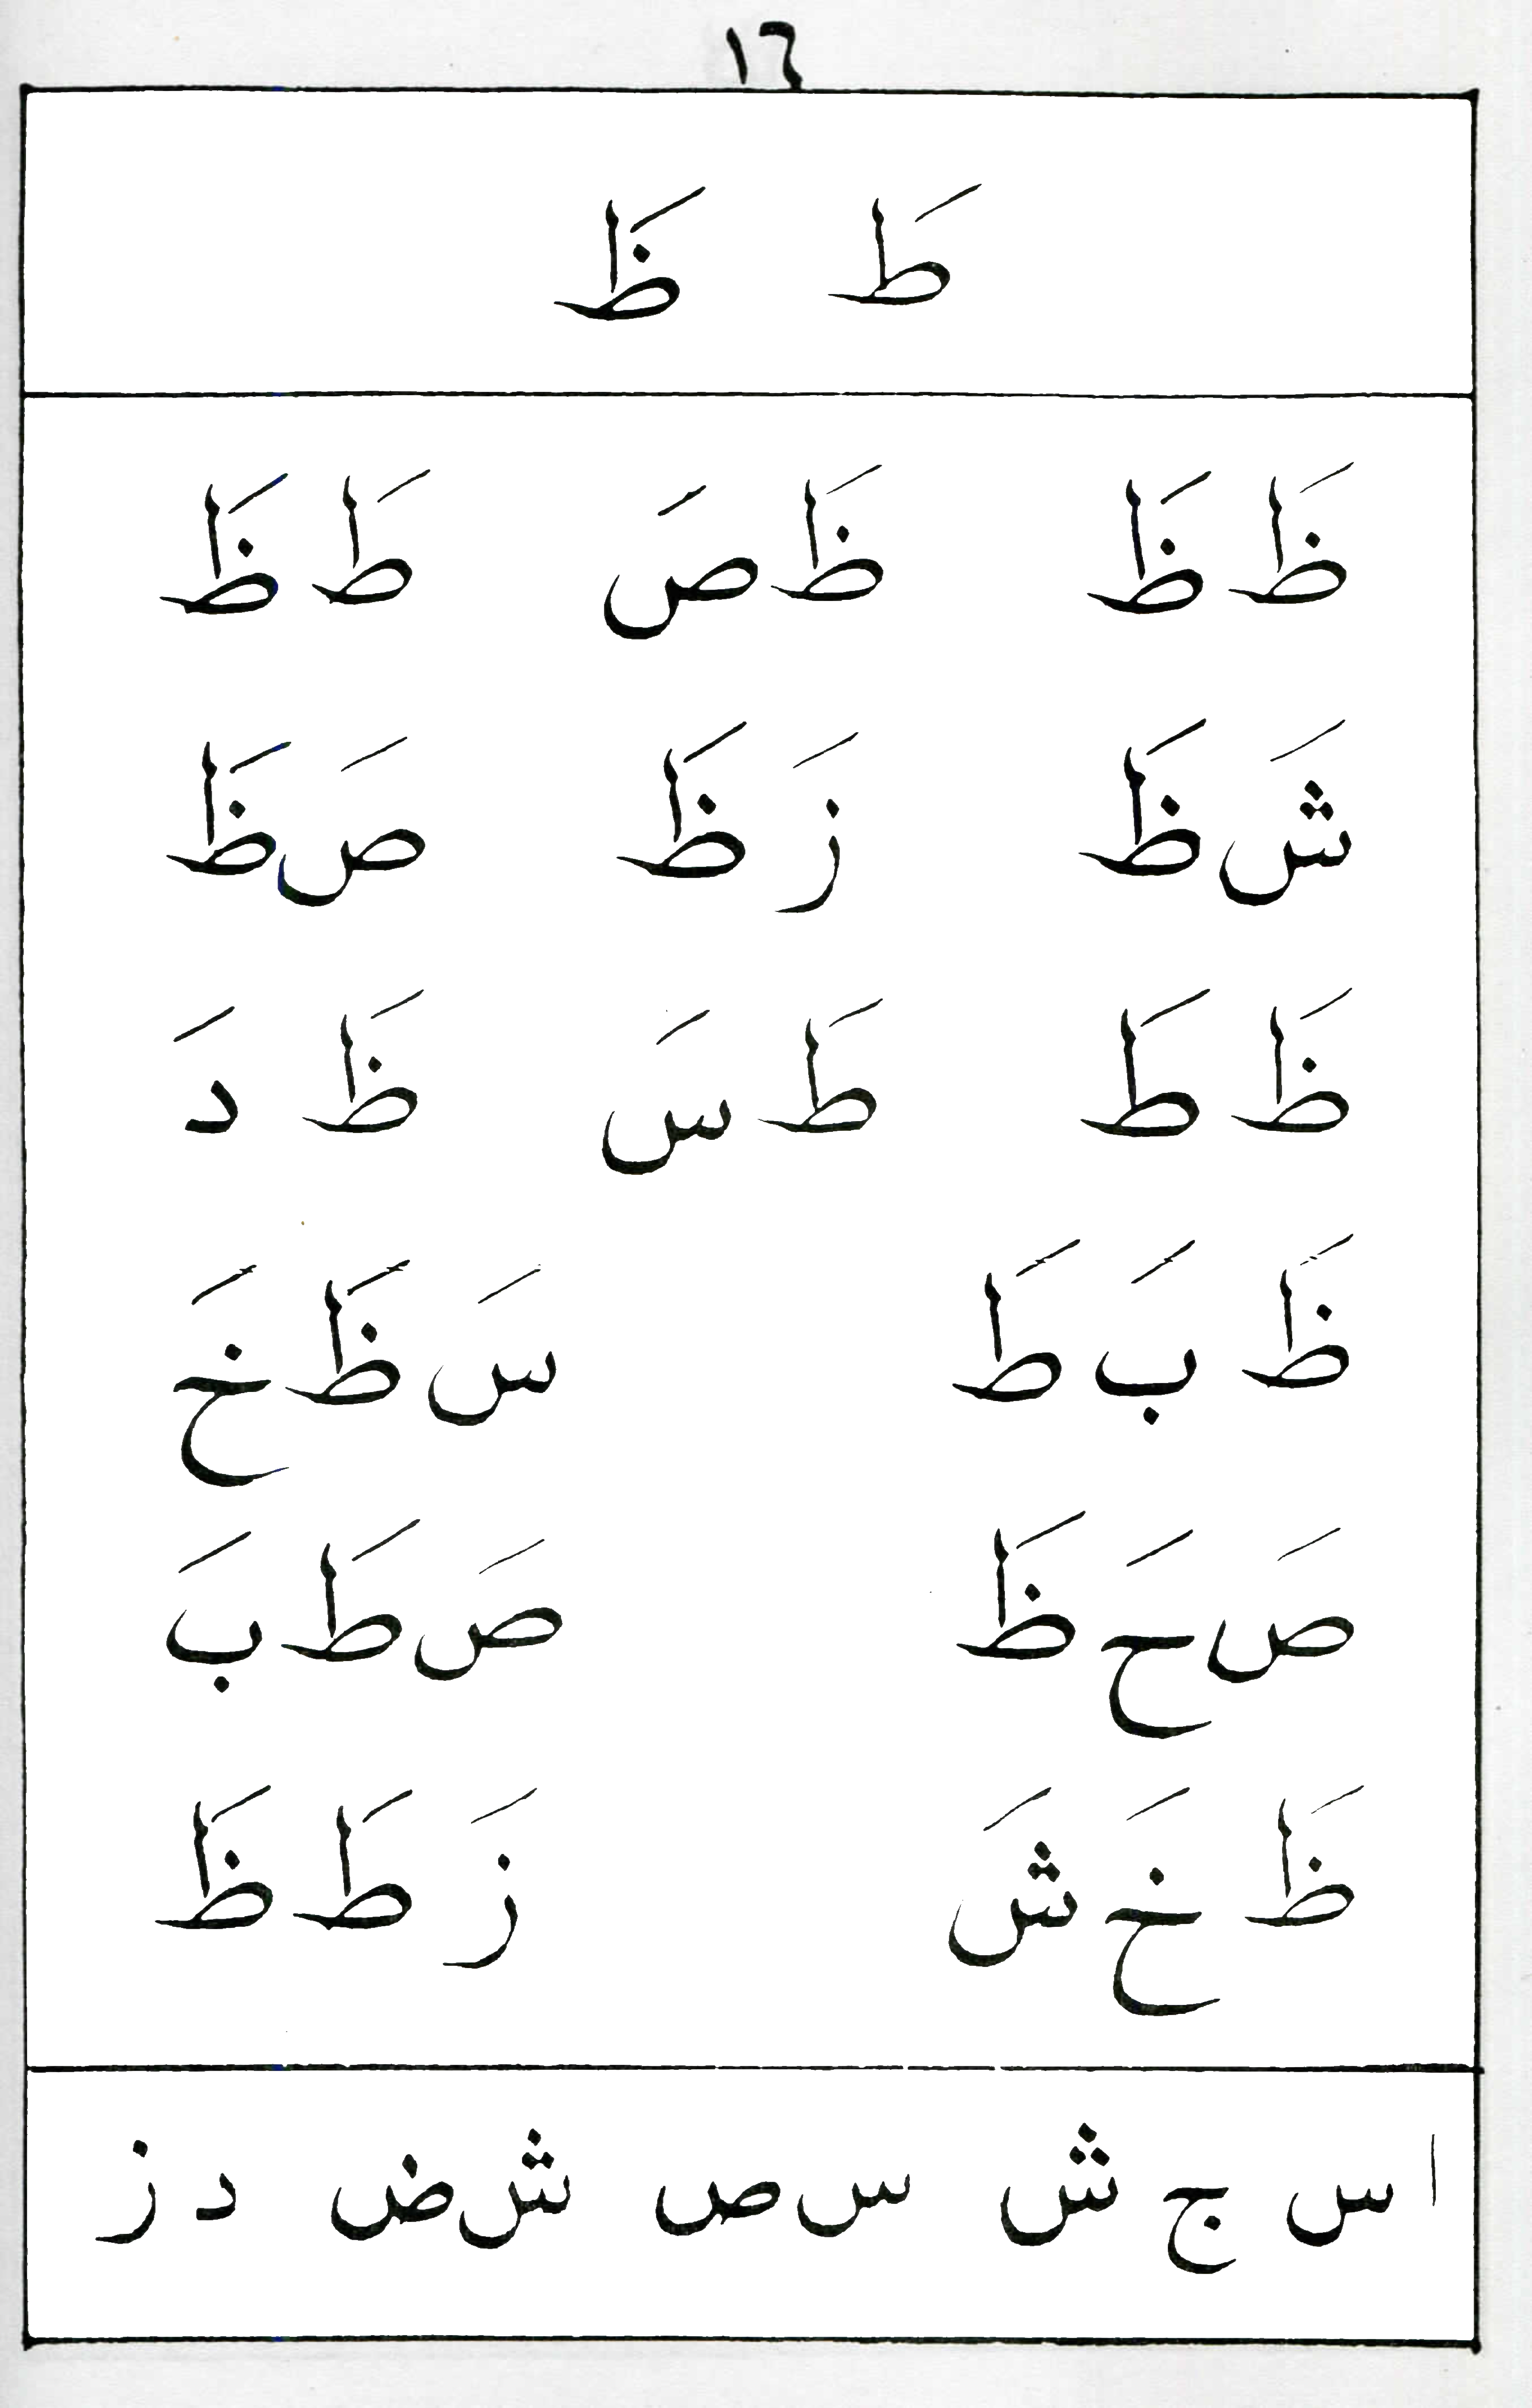 ١٦
طَ ظَ
ظَ ظَ ظَ صَ طَ ظَ
شَ ظَ زَ ظَ صَ ظَ
ظَ طَ طَ سَ ظَ دَ
ظَ بَ طَ سَ ظَ خَ
صَ حَ ظَ صَ طَ بَ
ظَ خَ شَ زَ طَ ظَ
ا س ج ش س ص ش ض د ز